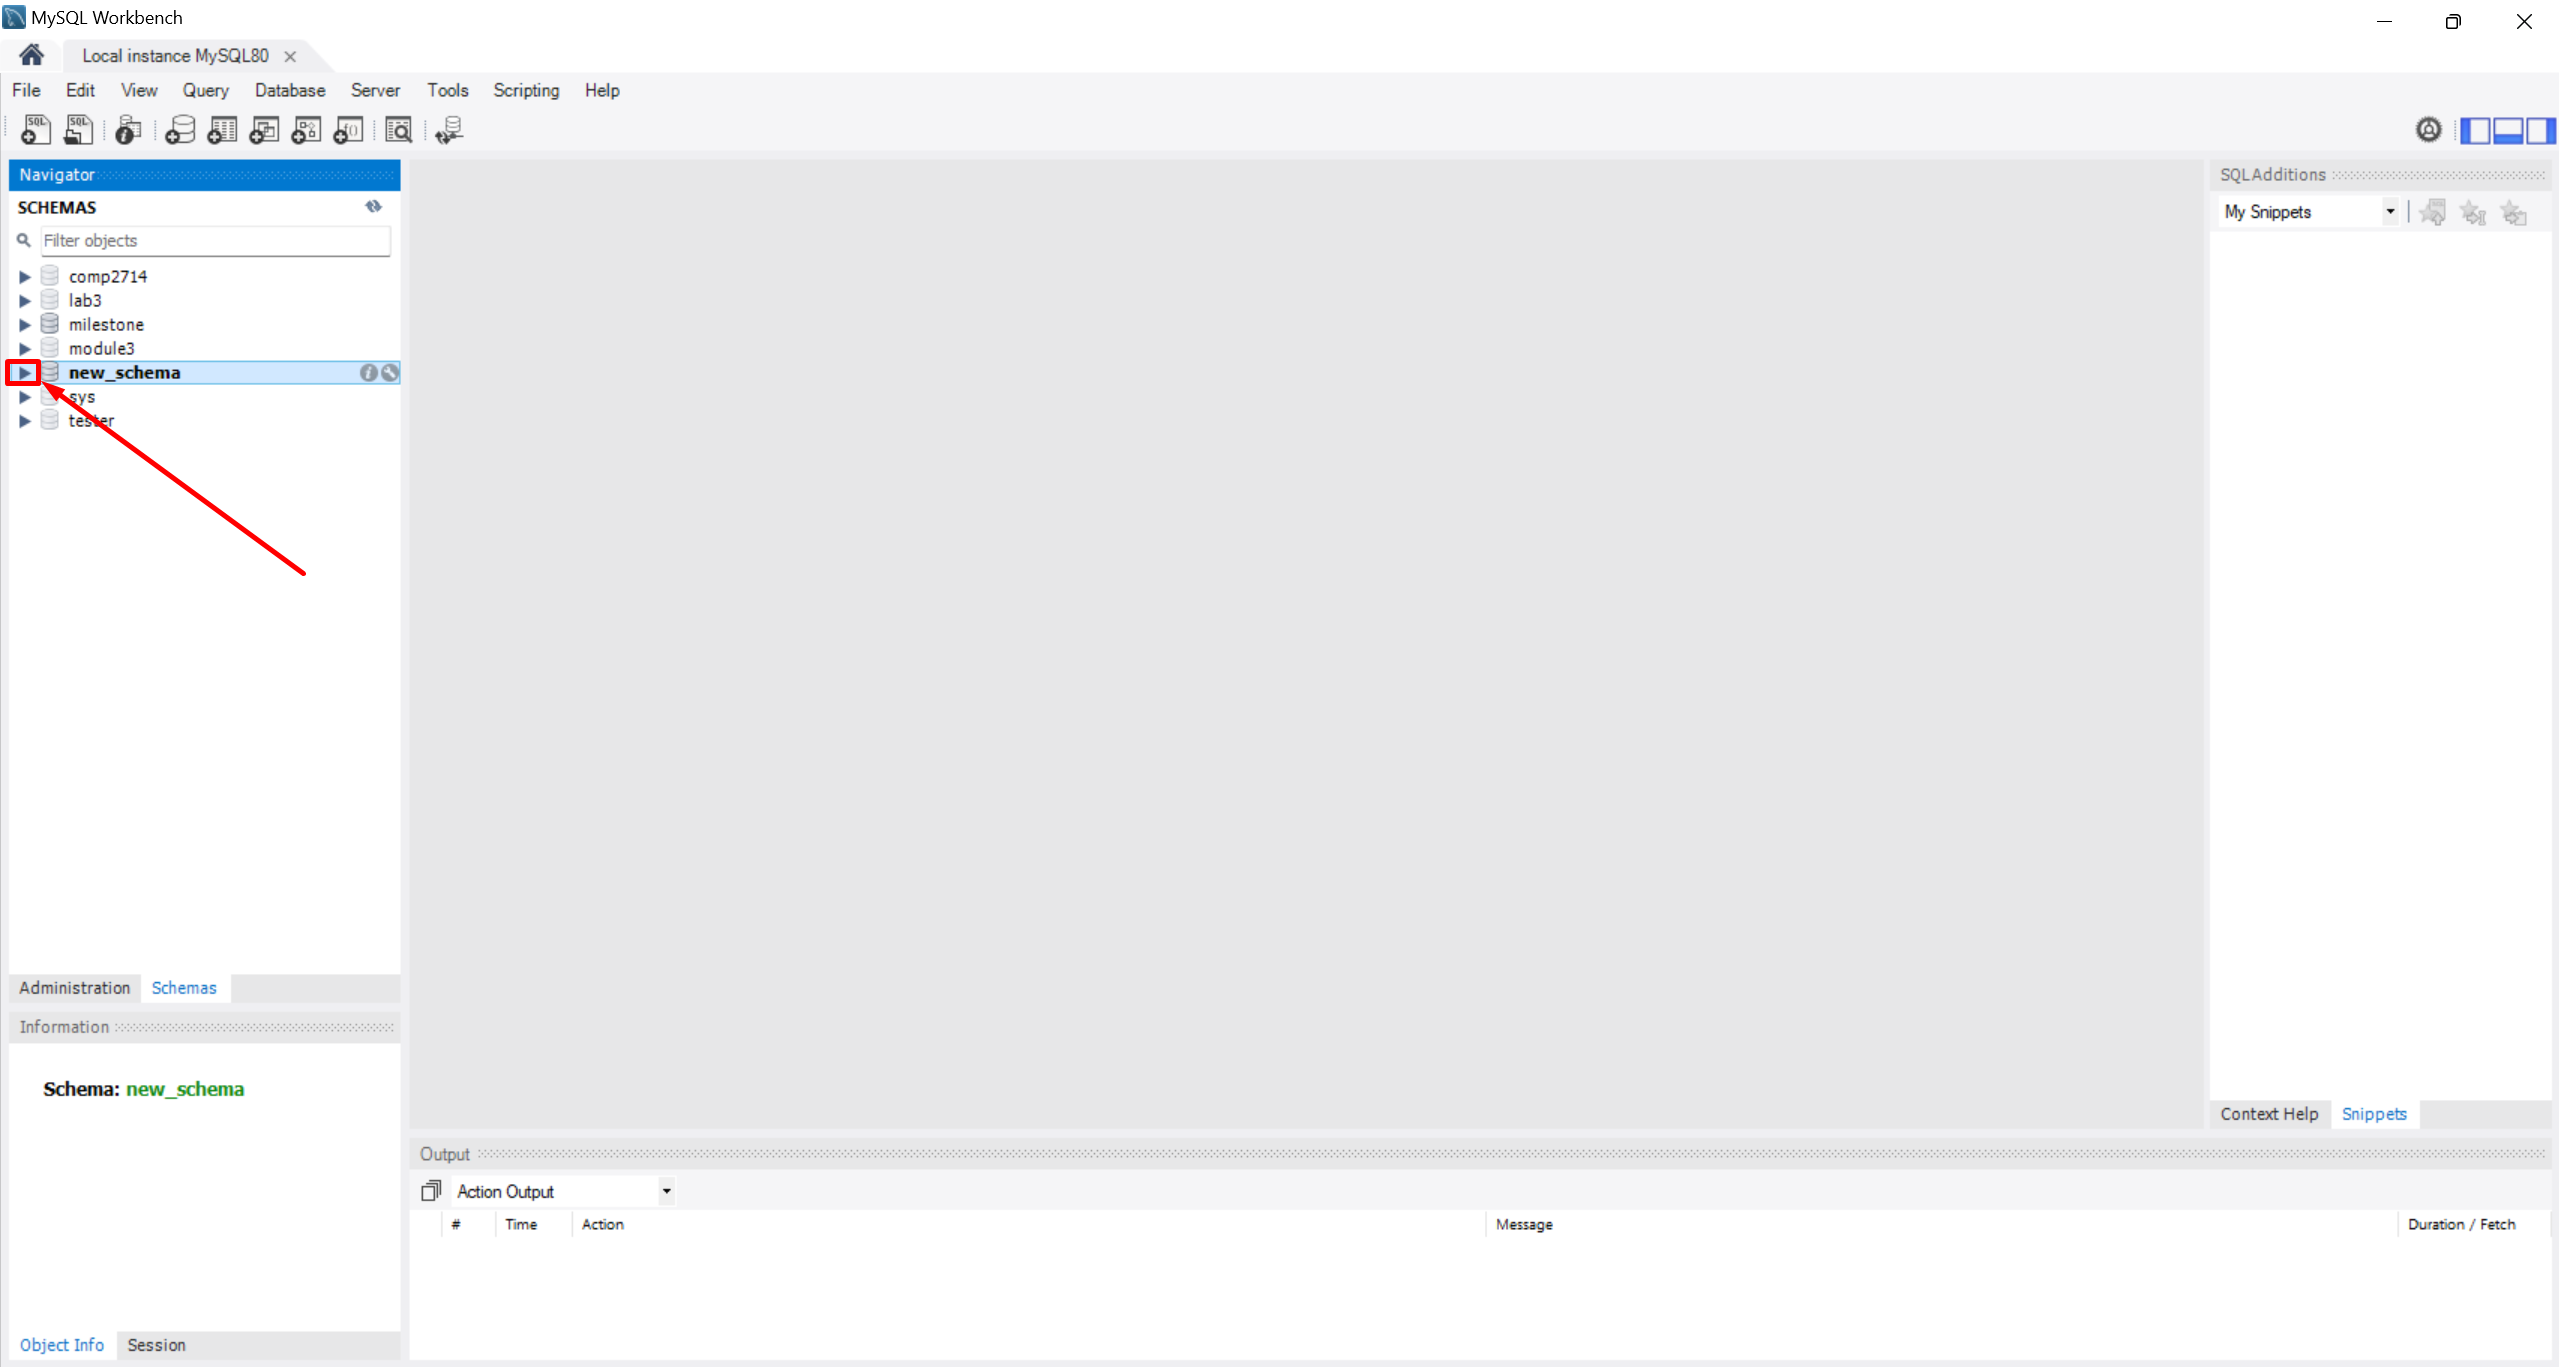 MySQL Workbench
Local instance MySQL80
File Edit View Query Database Server Tools Scripting Help
SQL SQL
Navigator
SCHEMAS
Filter objects
comp2714
lab3
milestone
module3
new_schema
sys
tester
Administration Schemas
Information
Schema: new_schema
Object Info Session
SQLAdditions
My Snippets
Context Help Snippets
Output
Action Output
# Time Action Message Duration / Fetch